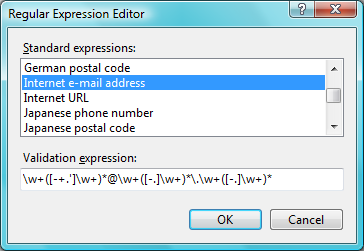 Regular Expression Editor
Standard expressions:
German postal code
Internet e-mail address
Internet URL
Japanese phone number
Japanese postal code
Validation expression:
\w+([-+.']\w+)*@\w+([-.]\w+)*\.\w+([-.]\w+)*
OK Cancel